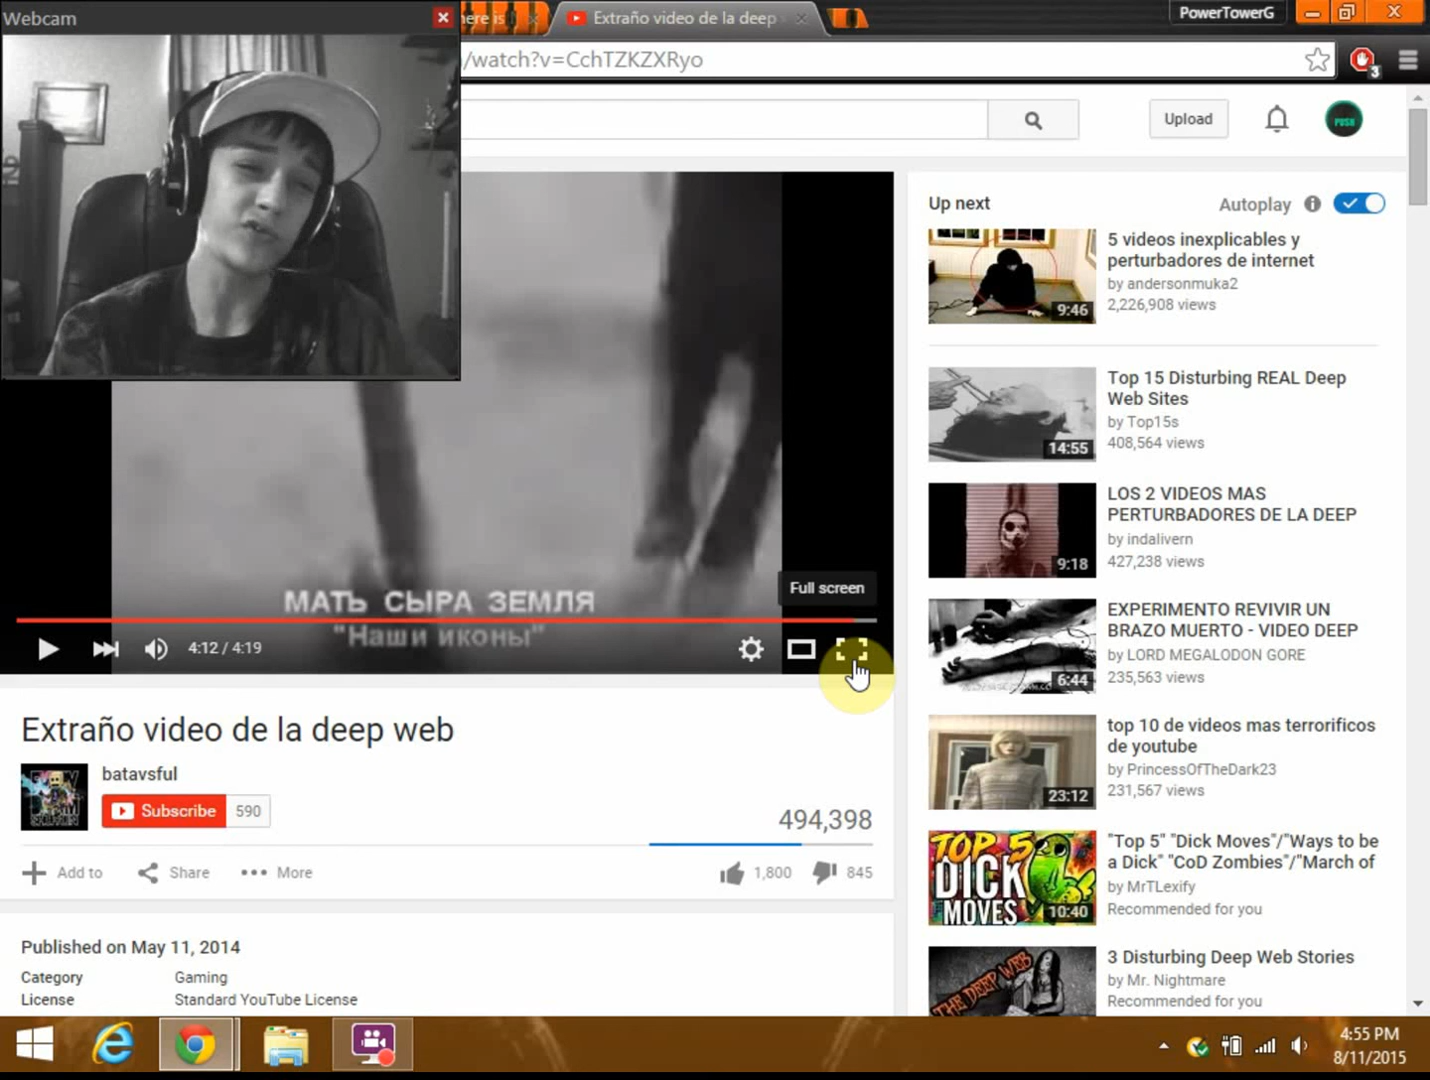 Webcam
here is
Extraño video de la deep
PowerTowerG
/watch?v=CchTZKZXRyo
3
Upload
PUSH
Up next
Autoplay
5 videos inexplicables y
perturbadores de internet
by andersonmuka2
2,226,908 views
9:46
Top 15 Disturbing REAL Deep
Web Sites
by Top15s
408,564 views
14:55
LOS 2 VIDEOS MAS
PERTURBADORES DE LA DEEP
by indalivern
427,238 views
9:18
EXPERIMENTO REVIVIR UN
BRAZO MUERTO - VIDEO DEEP
by LORD MEGALODON GORE
235,563 views
6:44
top 10 de videos mas terrorificos
de youtube
by PrincessOfTheDark23
231,567 views
23:12
"Top 5" "Dick Moves"/"Ways to be
a Dick" "CoD Zombies"/"March of
by MrTLexify
Recommended for you
TOP 5
DICK
MOVES
10:40
3 Disturbing Deep Web Stories
by Mr. Nightmare
Recommended for you
THE DEEP WEB
Full screen
МАТЬ СЫРА ЗЕМЛЯ
"Наши иконы"
4:12 / 4:19
Extraño video de la deep web
batavsful
Subscribe 590
494,398
Add to Share More
1,800 845
Published on May 11, 2014
Category Gaming
License Standard YouTube License
4:55 PM
8/11/2015